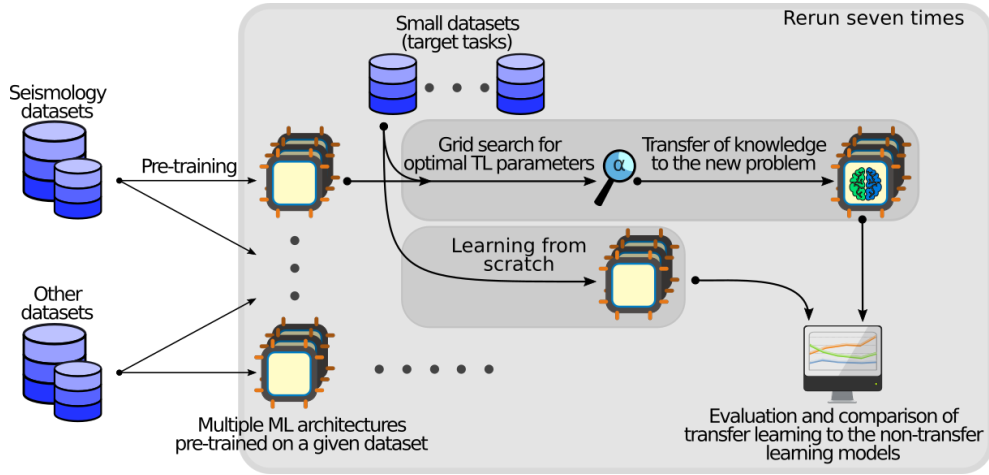 Rerun seven times
Small datasets
(target tasks)
Seismology
datasets
Pre-training
Grid search for
optimal TL parameters
α
Transfer of knowledge
to the new problem
Learning from
scratch
Other
datasets
Multiple ML architectures
pre-trained on a given dataset
Evaluation and comparison of
transfer learning to the non-transfer
learning models